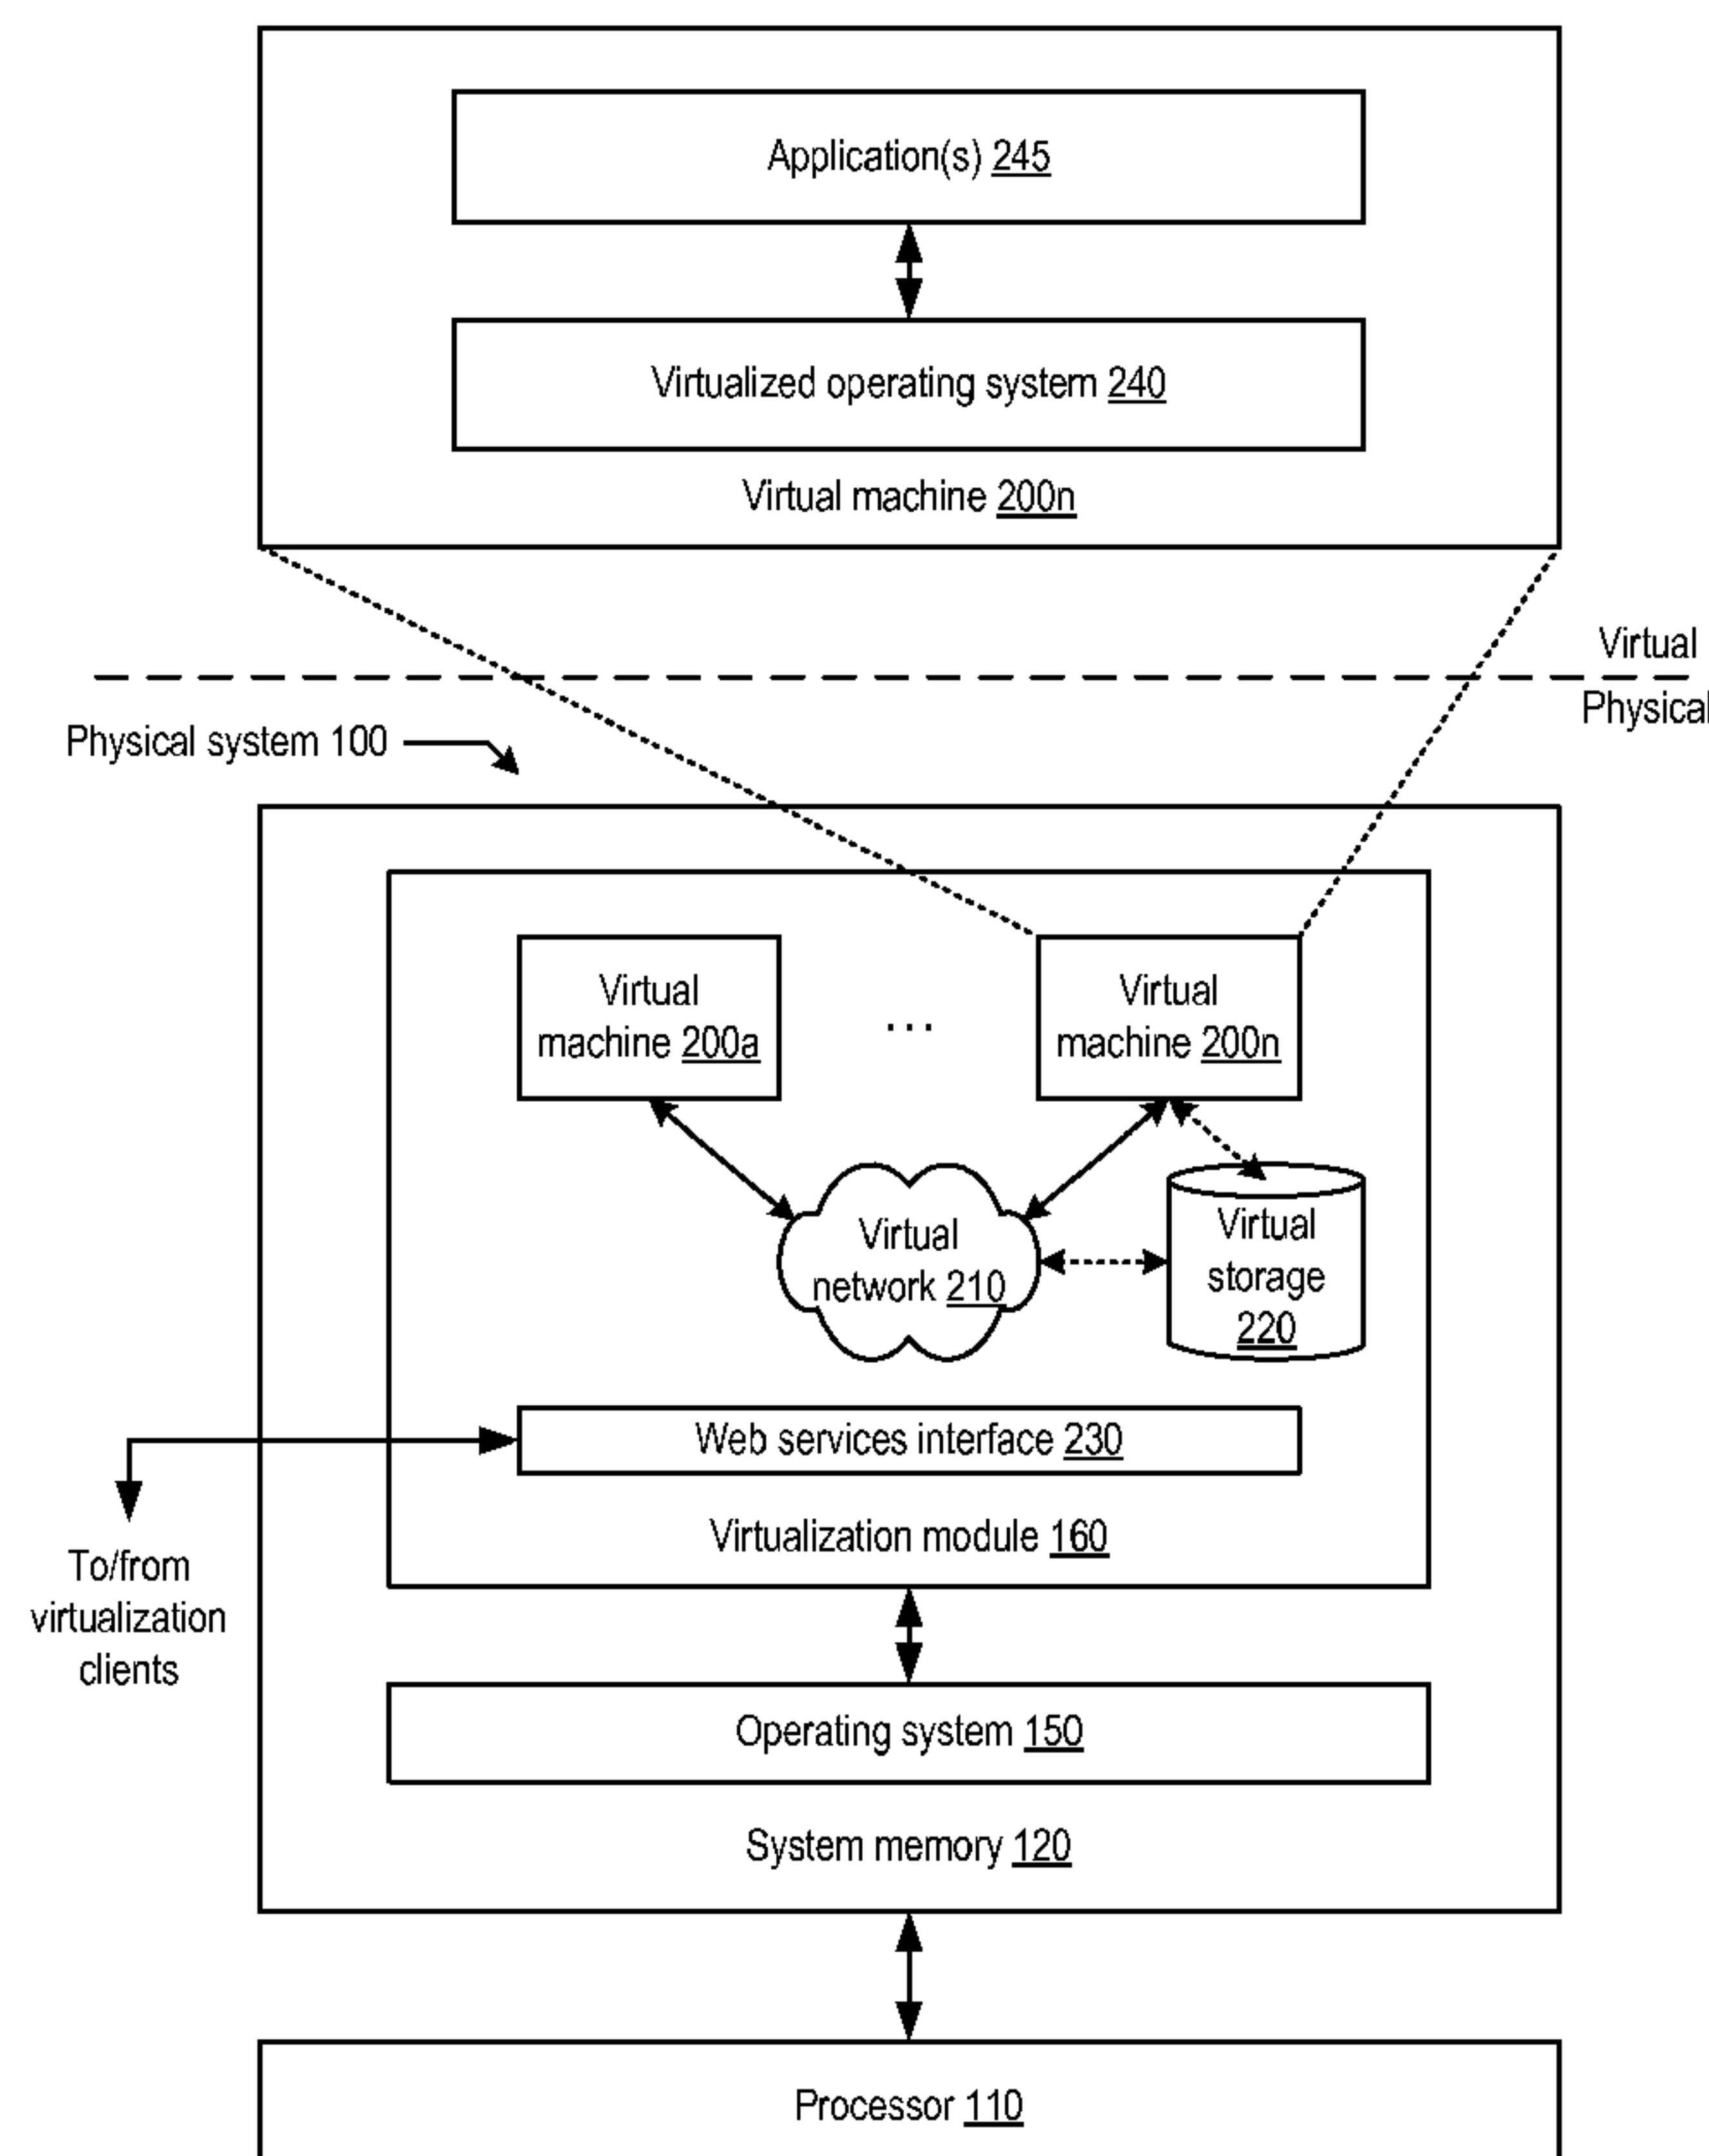 Application(s) 245
Virtualized operating system 240
Virtual machine 200n
Virtual
Physical
Physical system 100
Virtual
machine 200a
...
Virtual
machine 200n
Virtual
network 210
Virtual
storage
220
Web services interface 230
Virtualization module 160
To/from
virtualization
clients
Operating system 150
System memory 120
Processor 110